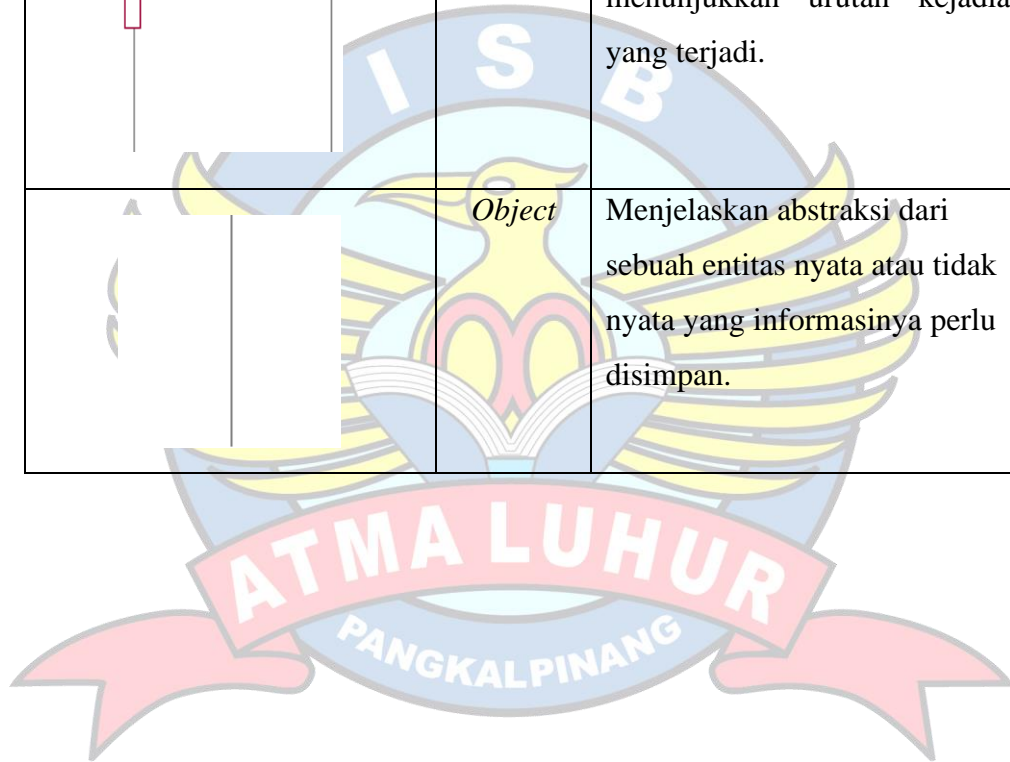 menunjukkan urutan kejadia
yang terjadi.
Object
Menjelaskan abstraksi dari
sebuah entitas nyata atau tidak
nyata yang informasinya perlu
disimpan.
I S B
ATMA LUHUR
PANGKALPINANG